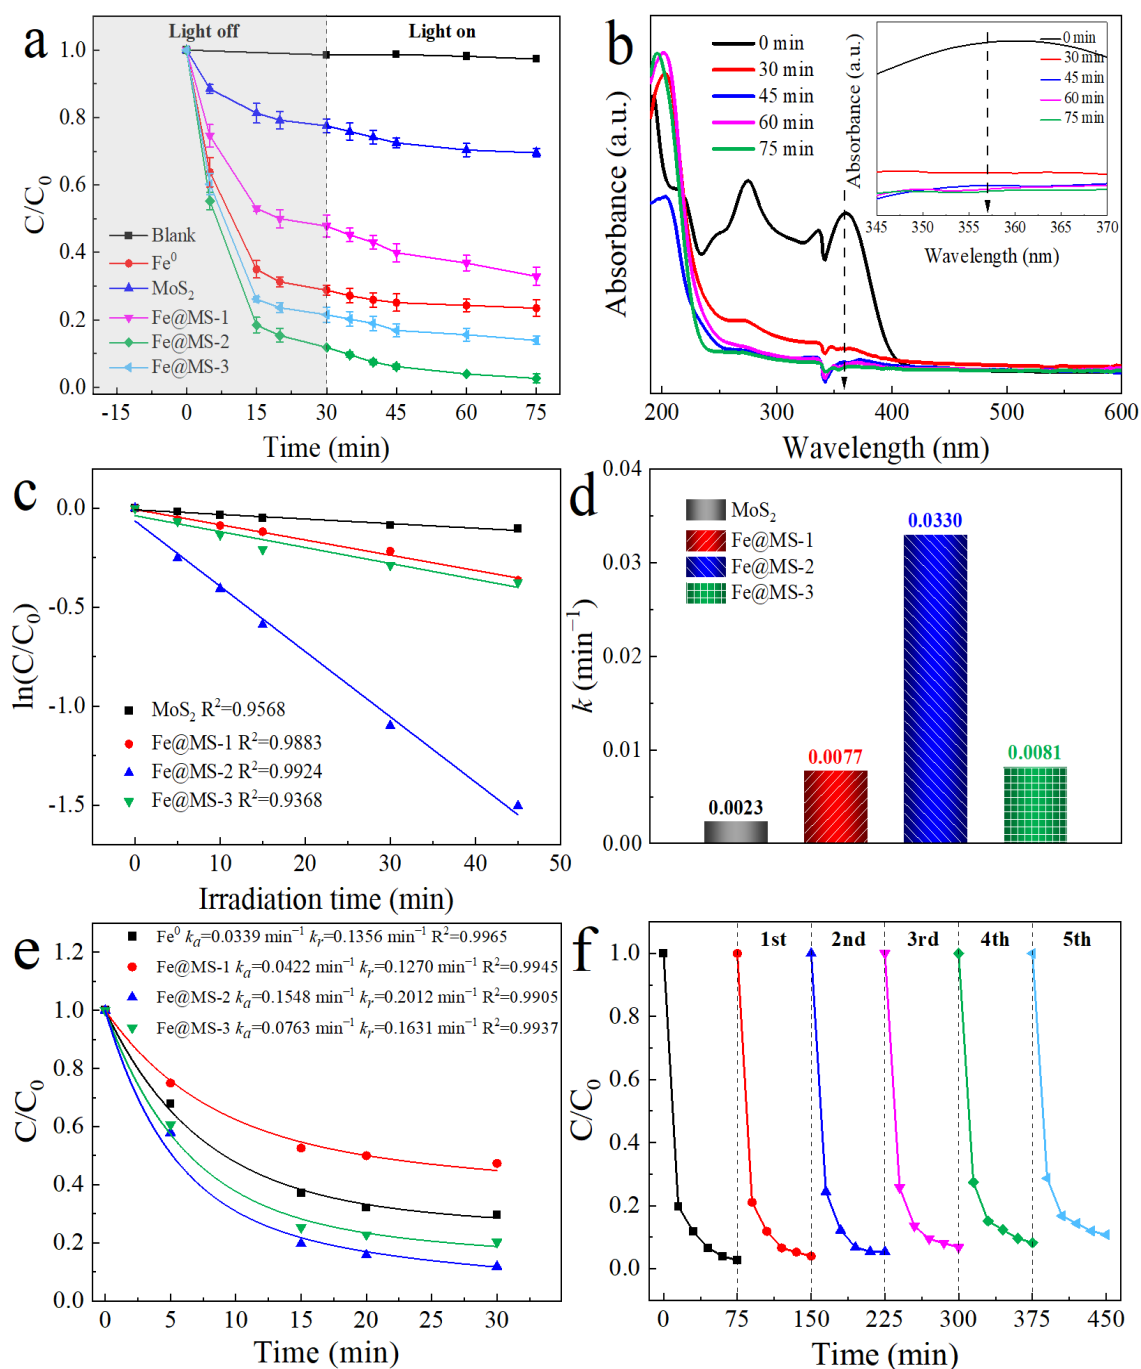 a
Light off
Light on
1.0
0.8
0.6
0.4
0.2
0.0
C/C₀
Blank
Fe⁰
MoS₂
Fe@MS-1
Fe@MS-2
Fe@MS-3
-15 0 15 30 45 60 75
Time (min)
b
Absorbance (a.u.)
0 min
30 min
45 min
60 min
75 min
200 300 400 500 600
Wavelength (nm)
Absorbance (a.u.)
0 min
30 min
45 min
60 min
75 min
345 350 355 360 365 370
Wavelength (nm)
c
0.0
-0.5
-1.0
-1.5
ln(C/C₀)
MoS₂ R²=0.9568
Fe@MS-1 R²=0.9883
Fe@MS-2 R²=0.9924
Fe@MS-3 R²=0.9368
0 10 20 30 40 50
Irradiation time (min)
d
0.04
0.03
0.02
0.01
0.00
k (min⁻¹)
MoS₂
Fe@MS-1
Fe@MS-2
Fe@MS-3
0.0023
0.0077
0.0330
0.0081
e
1.2
1.0
0.8
0.6
0.4
0.2
0.0
C/C₀
Fe⁰ kₐ=0.0339 min⁻¹ kᵣ=0.1356 min⁻¹ R²=0.9965
Fe@MS-1 kₐ=0.0422 min⁻¹ kᵣ=0.1270 min⁻¹ R²=0.9945
Fe@MS-2 kₐ=0.1548 min⁻¹ kᵣ=0.2012 min⁻¹ R²=0.9905
Fe@MS-3 kₐ=0.0763 min⁻¹ kᵣ=0.1631 min⁻¹ R²=0.9937
0 5 10 15 20 25 30
Time (min)
f
1st 2nd 3rd 4th 5th
1.0
0.8
0.6
0.4
0.2
0.0
C/C₀
0 75 150 225 300 375 450
Time (min)